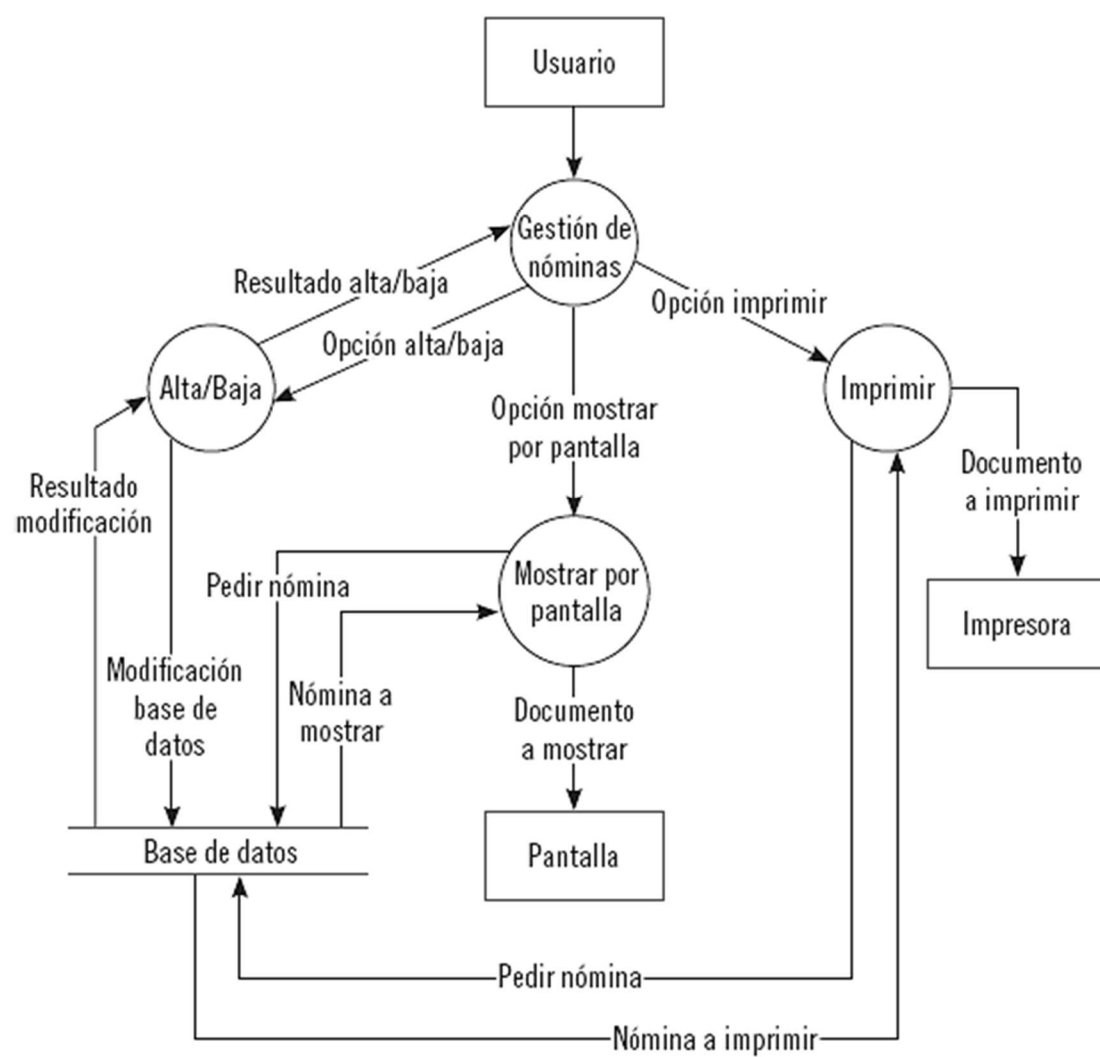 Usuario
Gestión de
nóminas
Resultado alta/baja
Opción imprimir
Opción alta/baja
Alta/Baja
Imprimir
Opción mostrar
por pantalla
Documento
a imprimir
Resultado
modificación
Mostrar por
pantalla
Pedir nómina
Impresora
Modificación
base de
datos
Nómina a
mostrar
Documento
a mostrar
Base de datos
Pantalla
Pedir nómina
Nómina a imprimir